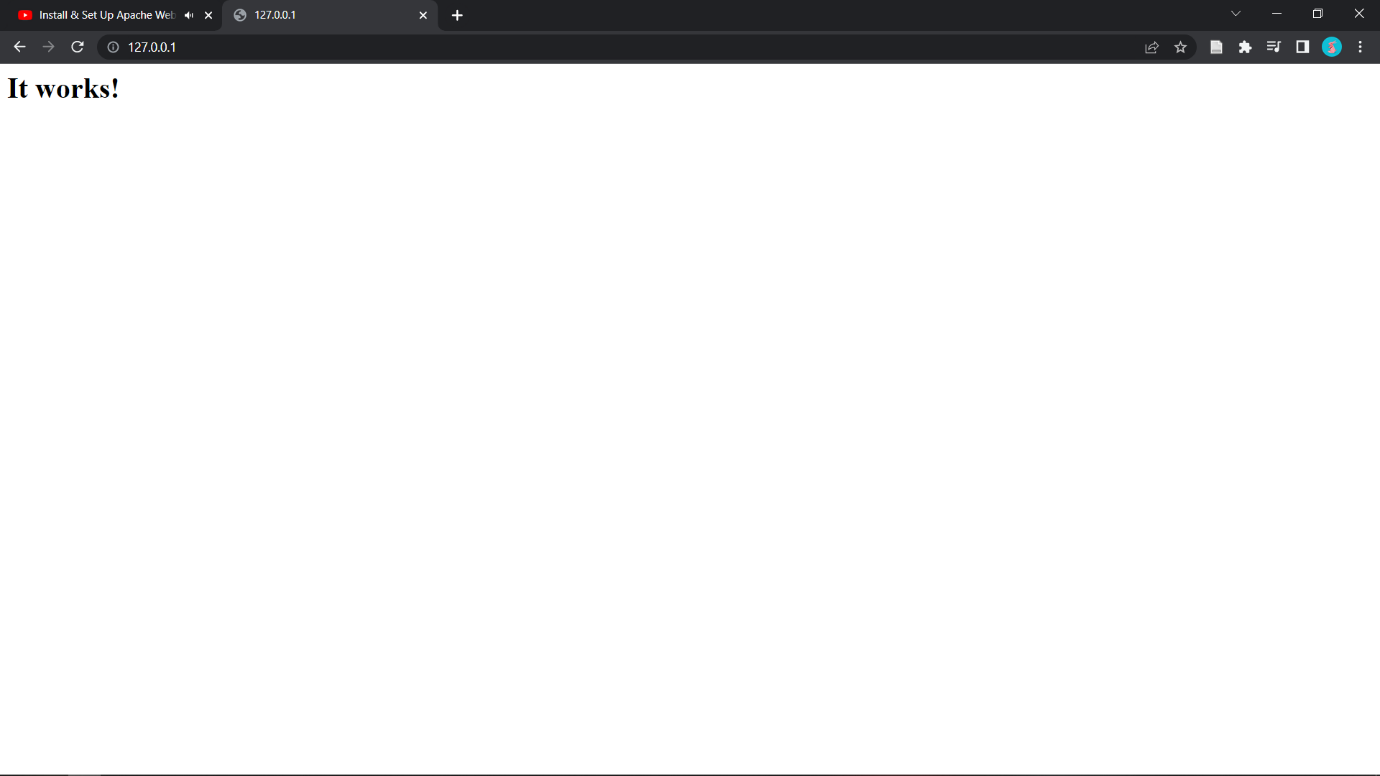 Install & Set Up Apache Web
127.0.0.1
127.0.0.1
It works!